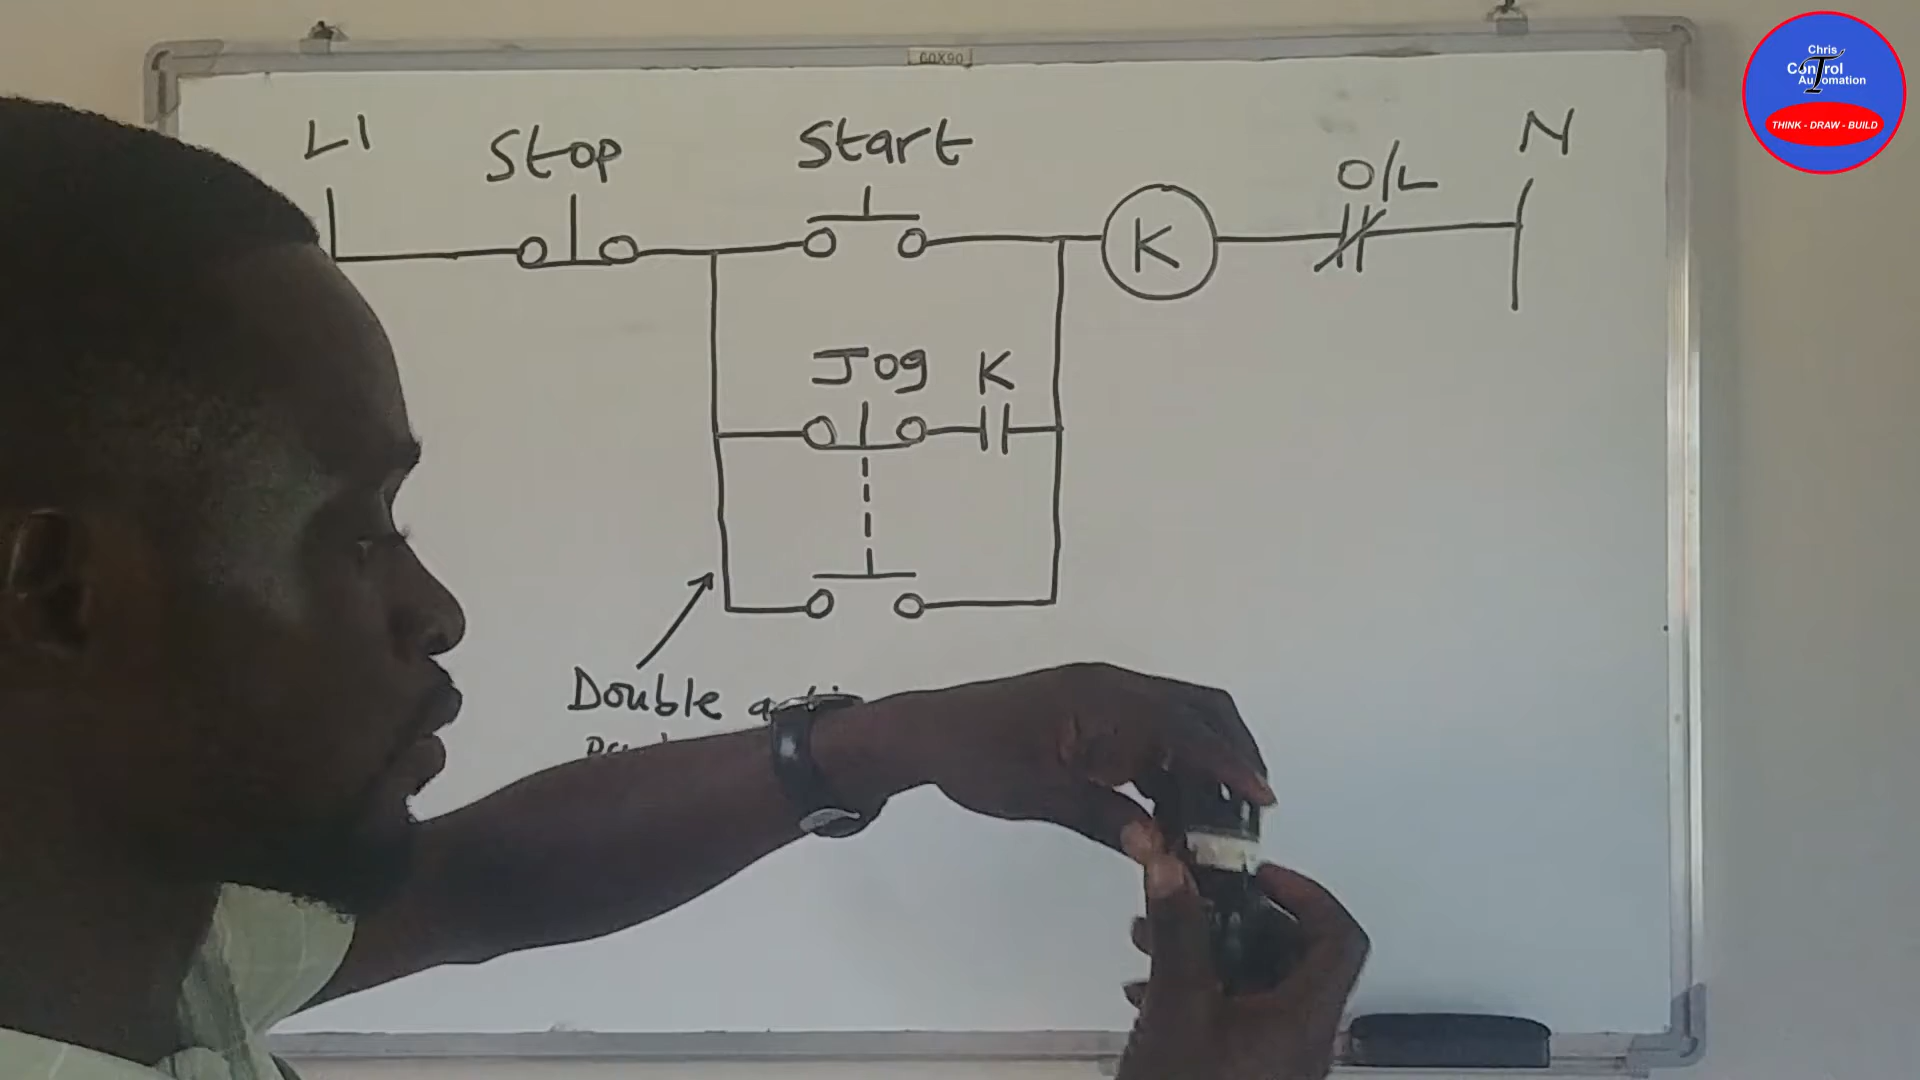 60X90
L1
Stop
Start
O/L
N
K
Jog K
Double
Chris
Control
Automation
THINK - DRAW - BUILD